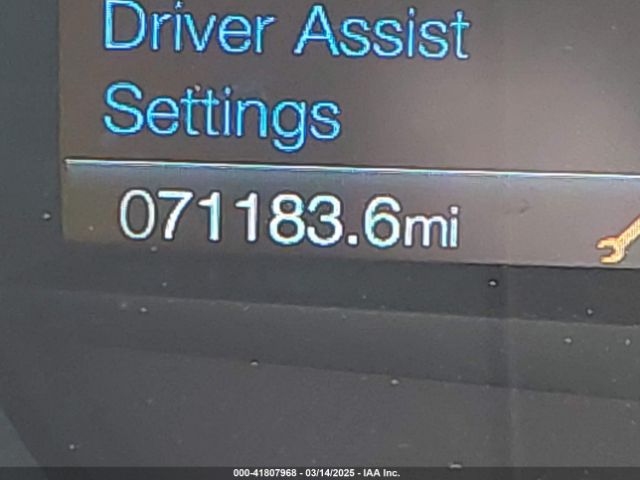 Driver Assist
Settings
071183.6mi
000-41807968 - 03/14/2025 - IAA Inc.